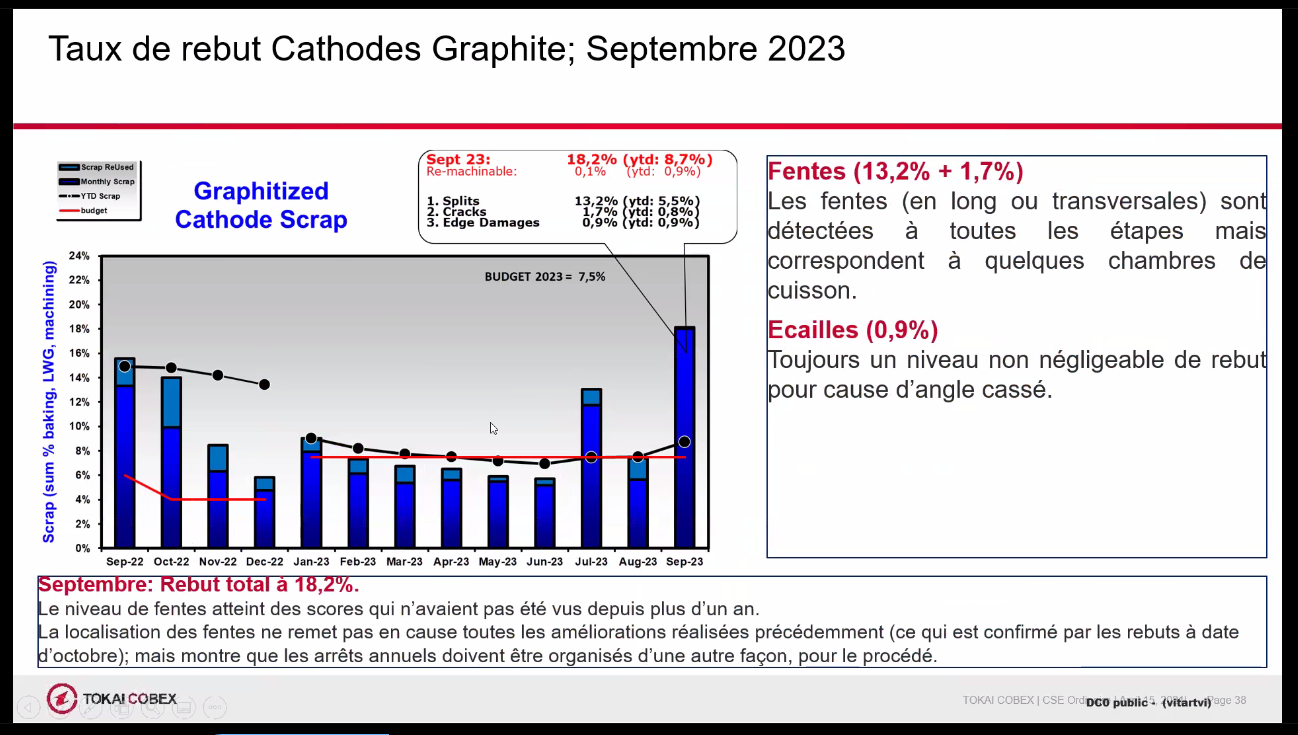 Taux de rebut Cathodes Graphite; Septembre 2023
Scrap ReUsed
Monthly Scrap
YTD Scrap
budget
Graphitized
Cathode Scrap
Sept 23: 18,2% (ytd: 8,7%)
Re-machinable: 0,1% (ytd: 0,9%)
1. Splits 13,2% (ytd: 5,5%)
2. Cracks 1,7% (ytd: 0,8%)
3. Edge Damages 0,9% (ytd: 0,9%)
BUDGET 2023 = 7,5%
Scrap (sum % baking, LWG, machining)
24%
22%
20%
18%
16%
14%
12%
10%
8%
6%
4%
2%
0%
Sep-22 Oct-22 Nov-22 Dec-22 Jan-23 Feb-23 Mar-23 Apr-23 May-23 Jun-23 Jul-23 Aug-23 Sep-23
Fentes (13,2% + 1,7%)
Les fentes (en long ou transversales) sont
détectées à toutes les étapes mais
correspondent à quelques chambres de
cuisson.
Ecailles (0,9%)
Toujours un niveau non négligeable de rebut
pour cause d'angle cassé.
Septembre: Rebut total à 18,2%.
Le niveau de fentes atteint des scores qui n'avaient pas été vus depuis plus d'un an.
La localisation des fentes ne remet pas en cause toutes les améliorations réalisées précédemment (ce qui est confirmé par les rebuts à date
d'octobre); mais montre que les arrêts annuels doivent être organisés d'une autre façon, pour le procédé.
TOKAI COBEX
TOKAI COBEX | CSE | April 15, Page 38
DC0 public - (vitartvi)